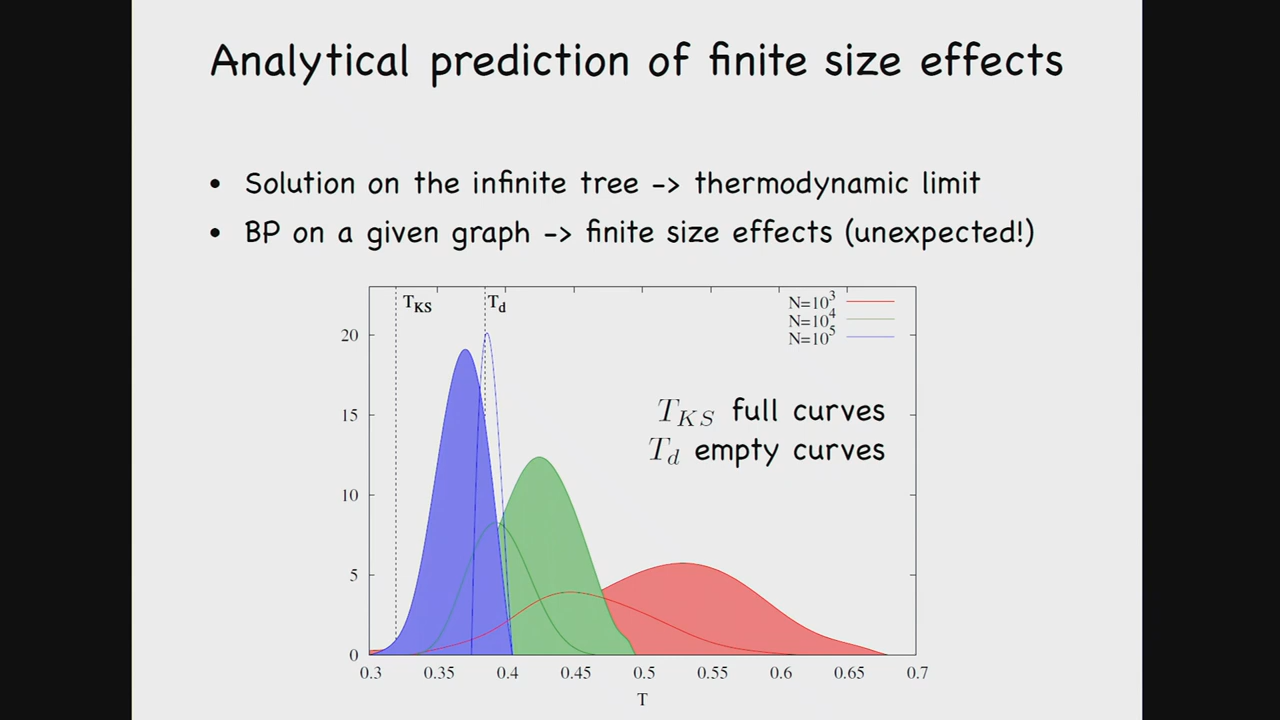 Analytical prediction of finite size effects
• Solution on the infinite tree -> thermodynamic limit
• BP on a given graph -> finite size effects (unexpected!)
T_KS T_d
N=10^3
N=10^4
N=10^5
T_KS full curves
T_d empty curves
20
15
10
5
0
0.3 0.35 0.4 0.45 0.5 0.55 0.6 0.65 0.7
T